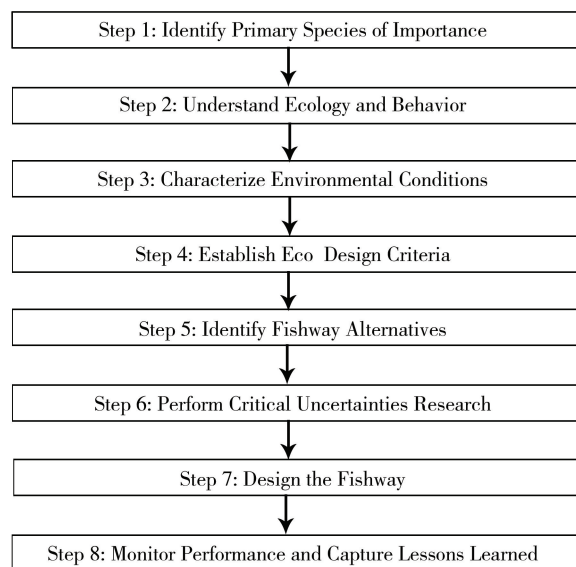 Step 1: Identify Primary Species of Importance
Step 2: Understand Ecology and Behavior
Step 3: Characterize Environmental Conditions
Step 4: Establish Eco Design Criteria
Step 5: Identify Fishway Alternatives
Step 6: Perform Critical Uncertainties Research
Step 7: Design the Fishway
Step 8: Monitor Performance and Capture Lessons Learned